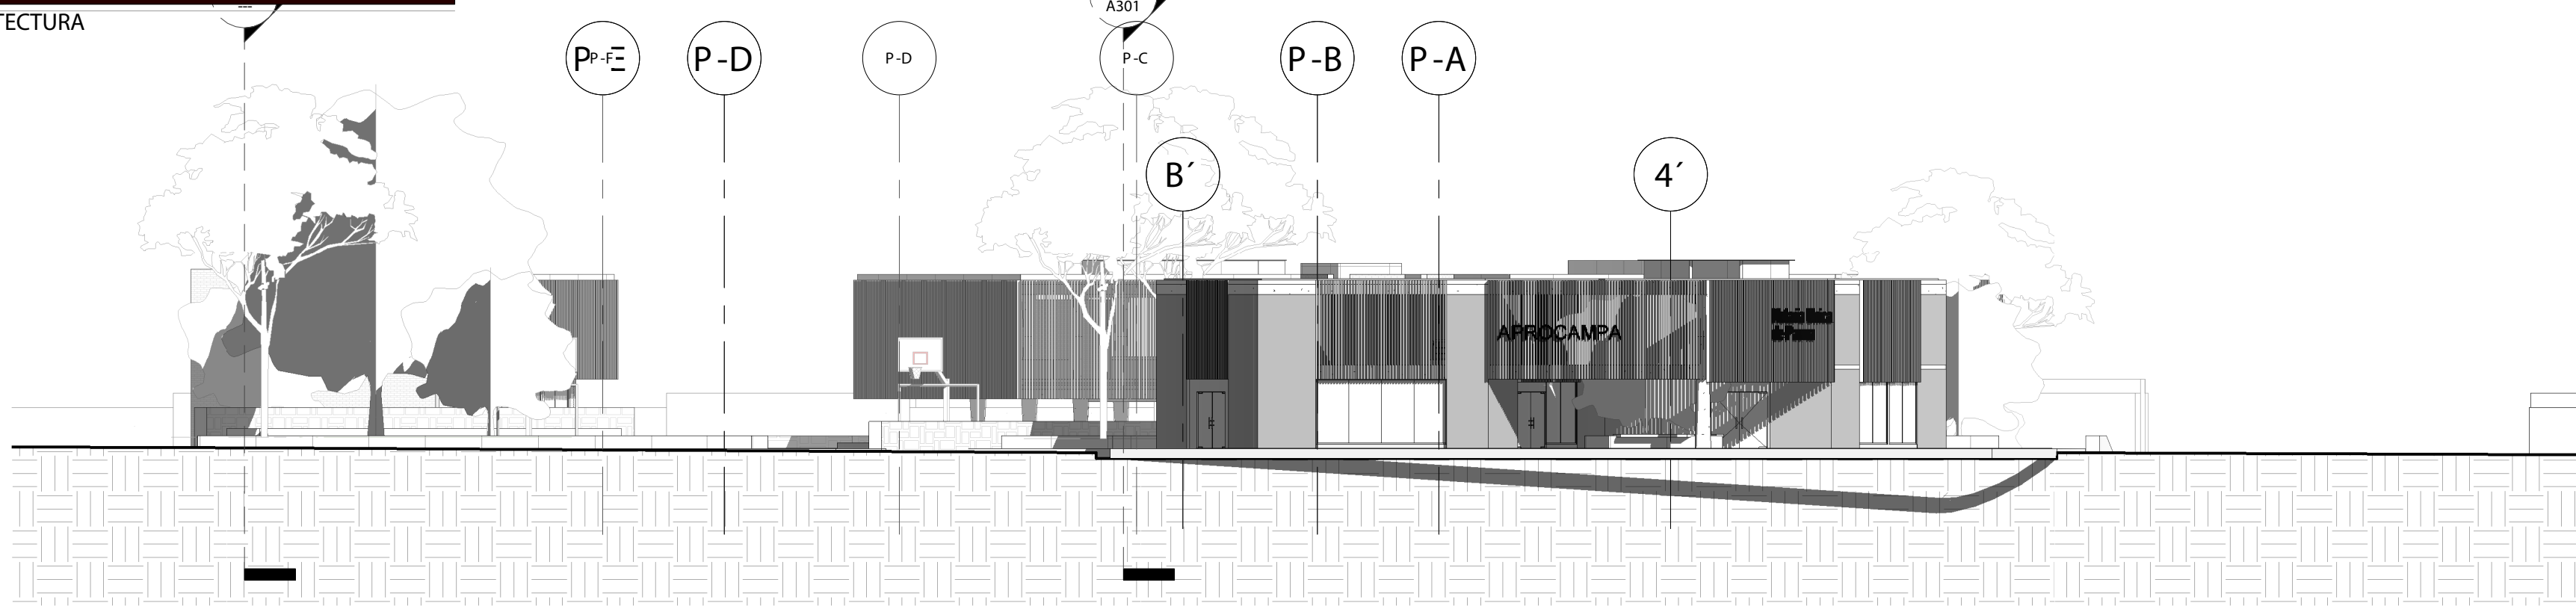 ---
A301
TECTURA
P-F
P-D
P-D
P-C
P-B
P-A
B´
4´
APROCAMPA